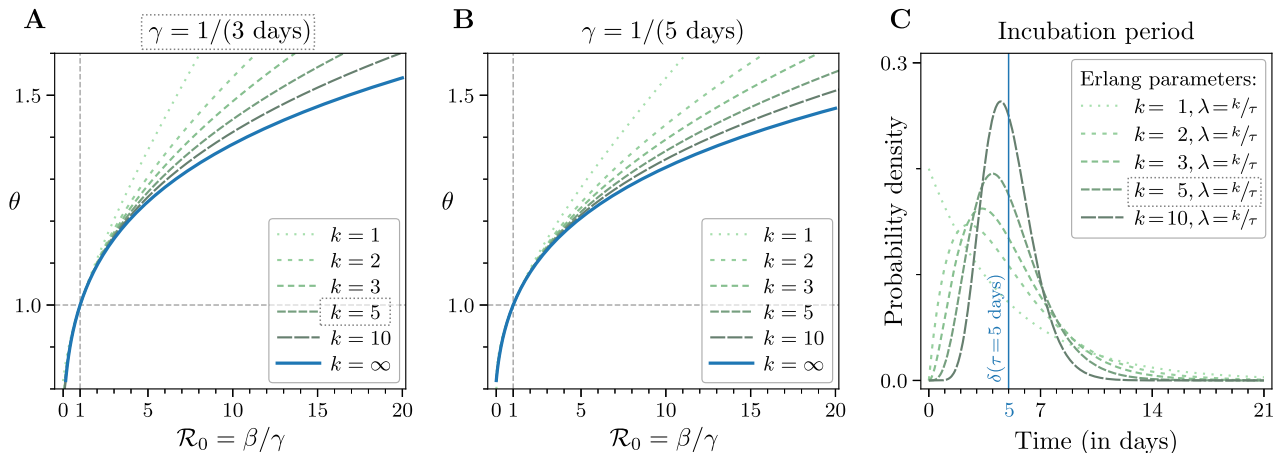 A
γ = 1/(3 days)
1.5
θ
1.0
k = 1
k = 2
k = 3
k = 5
k = 10
k = ∞
0 1 5 10 15 20
R₀ = β/γ
B
γ = 1/(5 days)
1.5
θ
1.0
k = 1
k = 2
k = 3
k = 5
k = 10
k = ∞
0 1 5 10 15 20
R₀ = β/γ
C
Incubation period
0.3
Probability density
0.0
Erlang parameters:
k = 1, λ = k/τ
k = 2, λ = k/τ
k = 3, λ = k/τ
k = 5, λ = k/τ
k = 10, λ = k/τ
δ(τ = 5 days)
0 5 7 14 21
Time (in days)